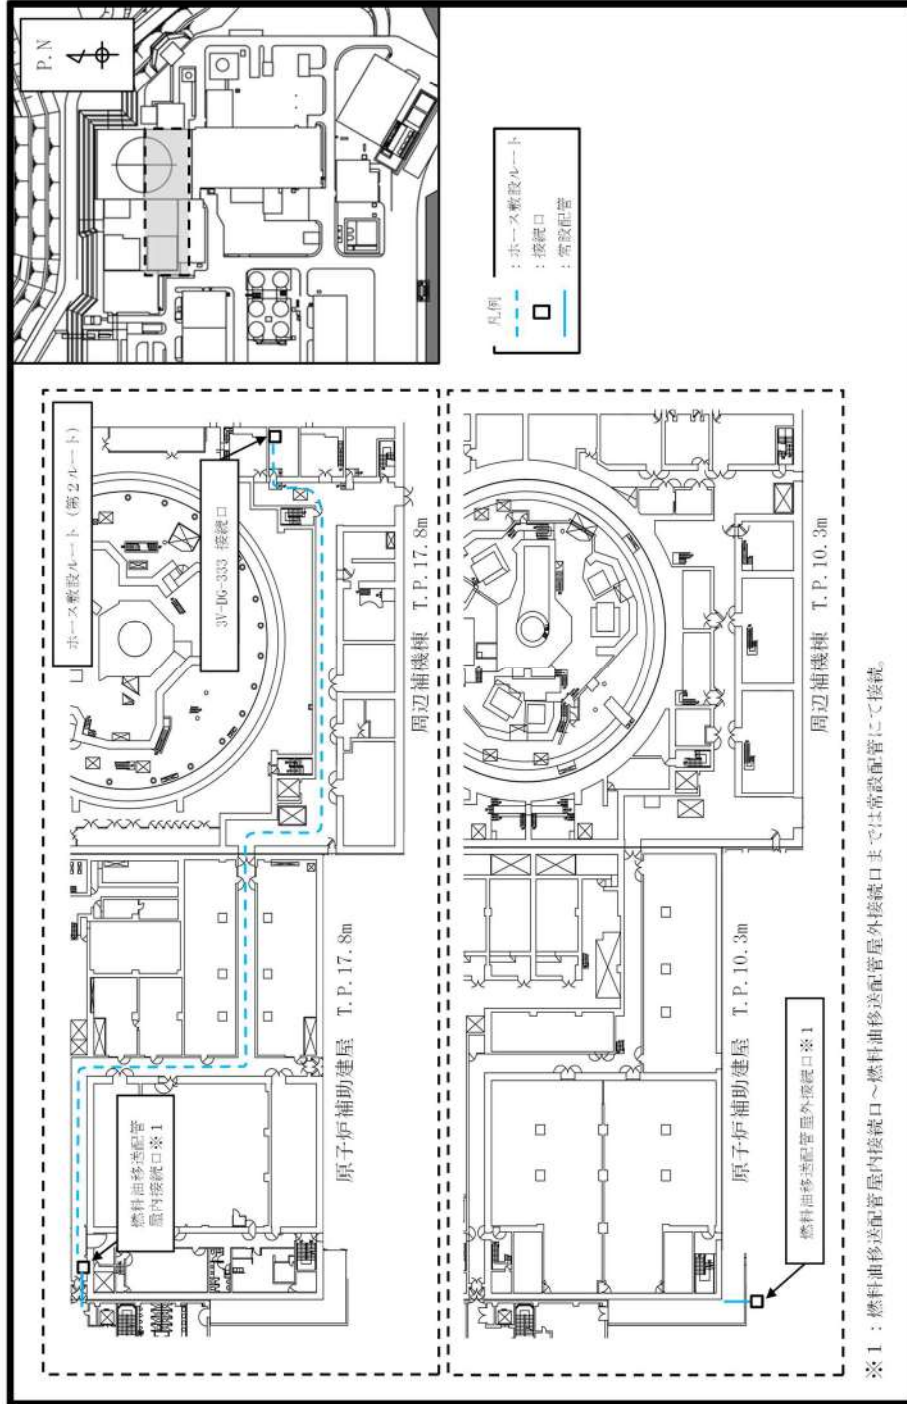 P.N
ホース敷設ルート（第２ルート）
3V-DG-333 接続口
燃料油移送配管
屋内接続口※１
原子炉補助建屋　T.P.17.8m
周辺補機棟　T.P.17.8m
凡例
：ホース敷設ルート
：接続口
：常設配管
燃料油移送配管屋外接続口※１
原子炉補助建屋　T.P.10.3m
周辺補機棟　T.P.10.3m
※１：燃料油移送配管屋内接続口～燃料油移送配管屋外接続口までは常設配管にて接続。